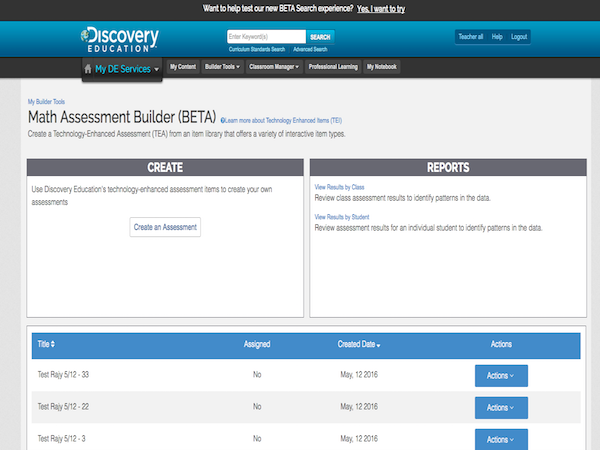 Want to help test our new BETA Search experience? Yes, I want to try
Discovery
EDUCATION
Enter Keyword(s) SEARCH
Curriculum Standards Search Advanced Search
Teacher all Help Logout
My DE Services My Content Builder Tools Classroom Manager Professional Learning My Notebook
My Builder Tools
Math Assessment Builder (BETA) Learn more about Technology Enhanced Items (TEI)
Create a Technology-Enhanced Assessment (TEA) from an item library that offers a variety of interactive item types.
CREATE
Use Discovery Education's technology-enhanced assessment items to create your own
assessments
Create an Assessment
REPORTS
View Results by Class
Review class assessment results to identify patterns in the data.
View Results by Student
Review assessment results for an individual student to identify patterns in the data.
Title Assigned Created Date Actions
Test Rajy 5/12 - 33 No May, 12 2016 Actions
Test Rajy 5/12 - 22 No May, 12 2016 Actions
Test Rajy 5/12 - 3 No May, 12 2016 Actions